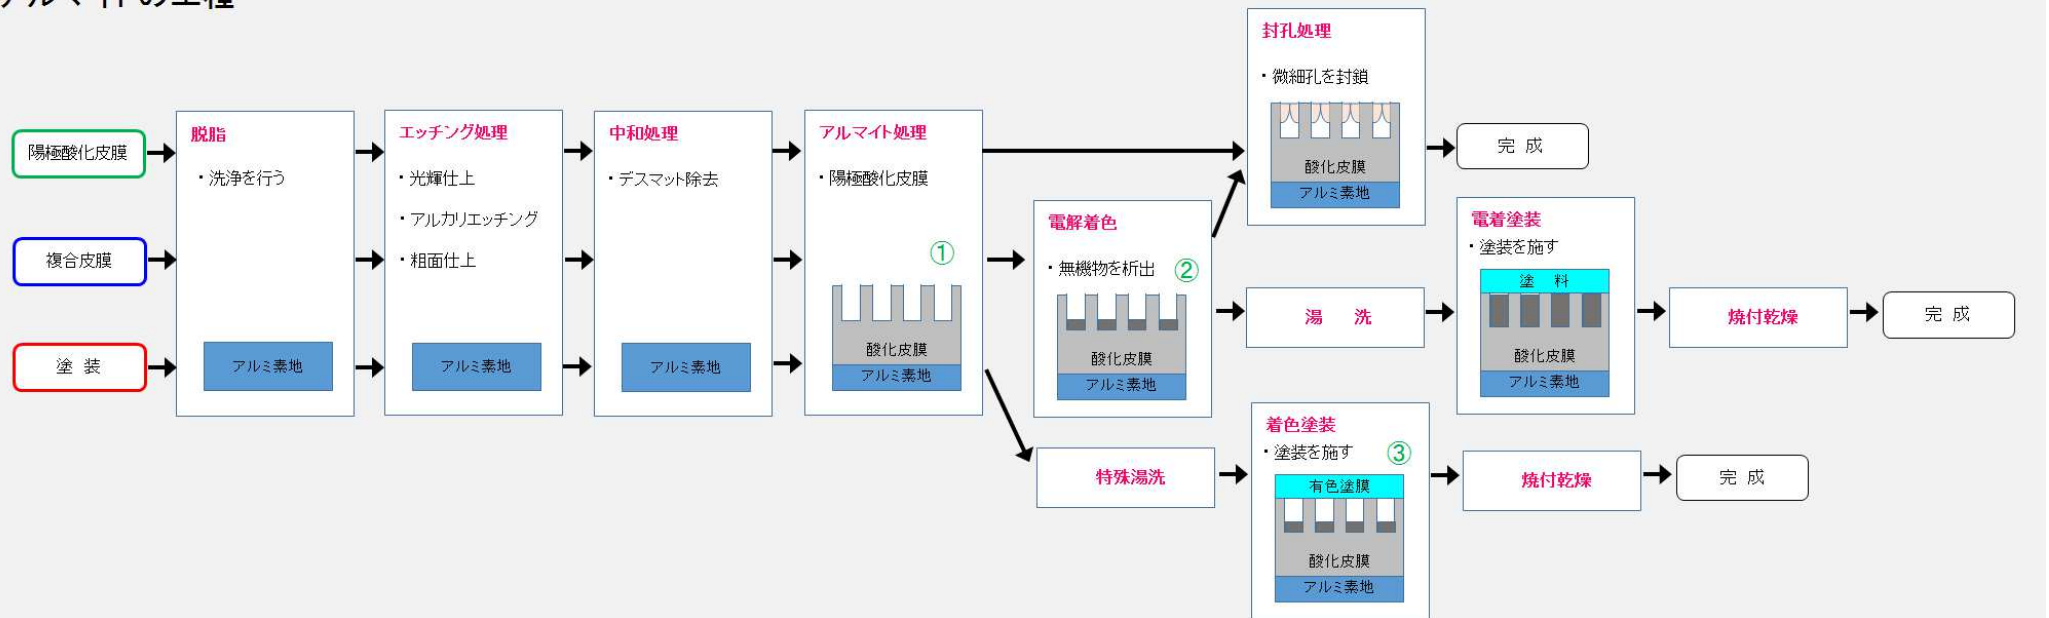 アルマイトの工程
陽極酸化皮膜
複合皮膜
塗 装
脱脂
・洗浄を行う
アルミ素地
エッチング処理
・光輝仕上
・アルカリエッチング
・粗面仕上
アルミ素地
中和処理
・デスマット除去
アルミ素地
アルマイト処理
・陽極酸化皮膜
①
酸化皮膜
アルミ素地
電解着色
・無機物を析出 ②
酸化皮膜
アルミ素地
封孔処理
・微細孔を封鎖
酸化皮膜
アルミ素地
完 成
湯 洗
電着塗装
・塗装を施す
塗 料
酸化皮膜
アルミ素地
焼付乾燥
完 成
特殊湯洗
着色塗装
・塗装を施す ③
有色塗膜
酸化皮膜
アルミ素地
焼付乾燥
完 成